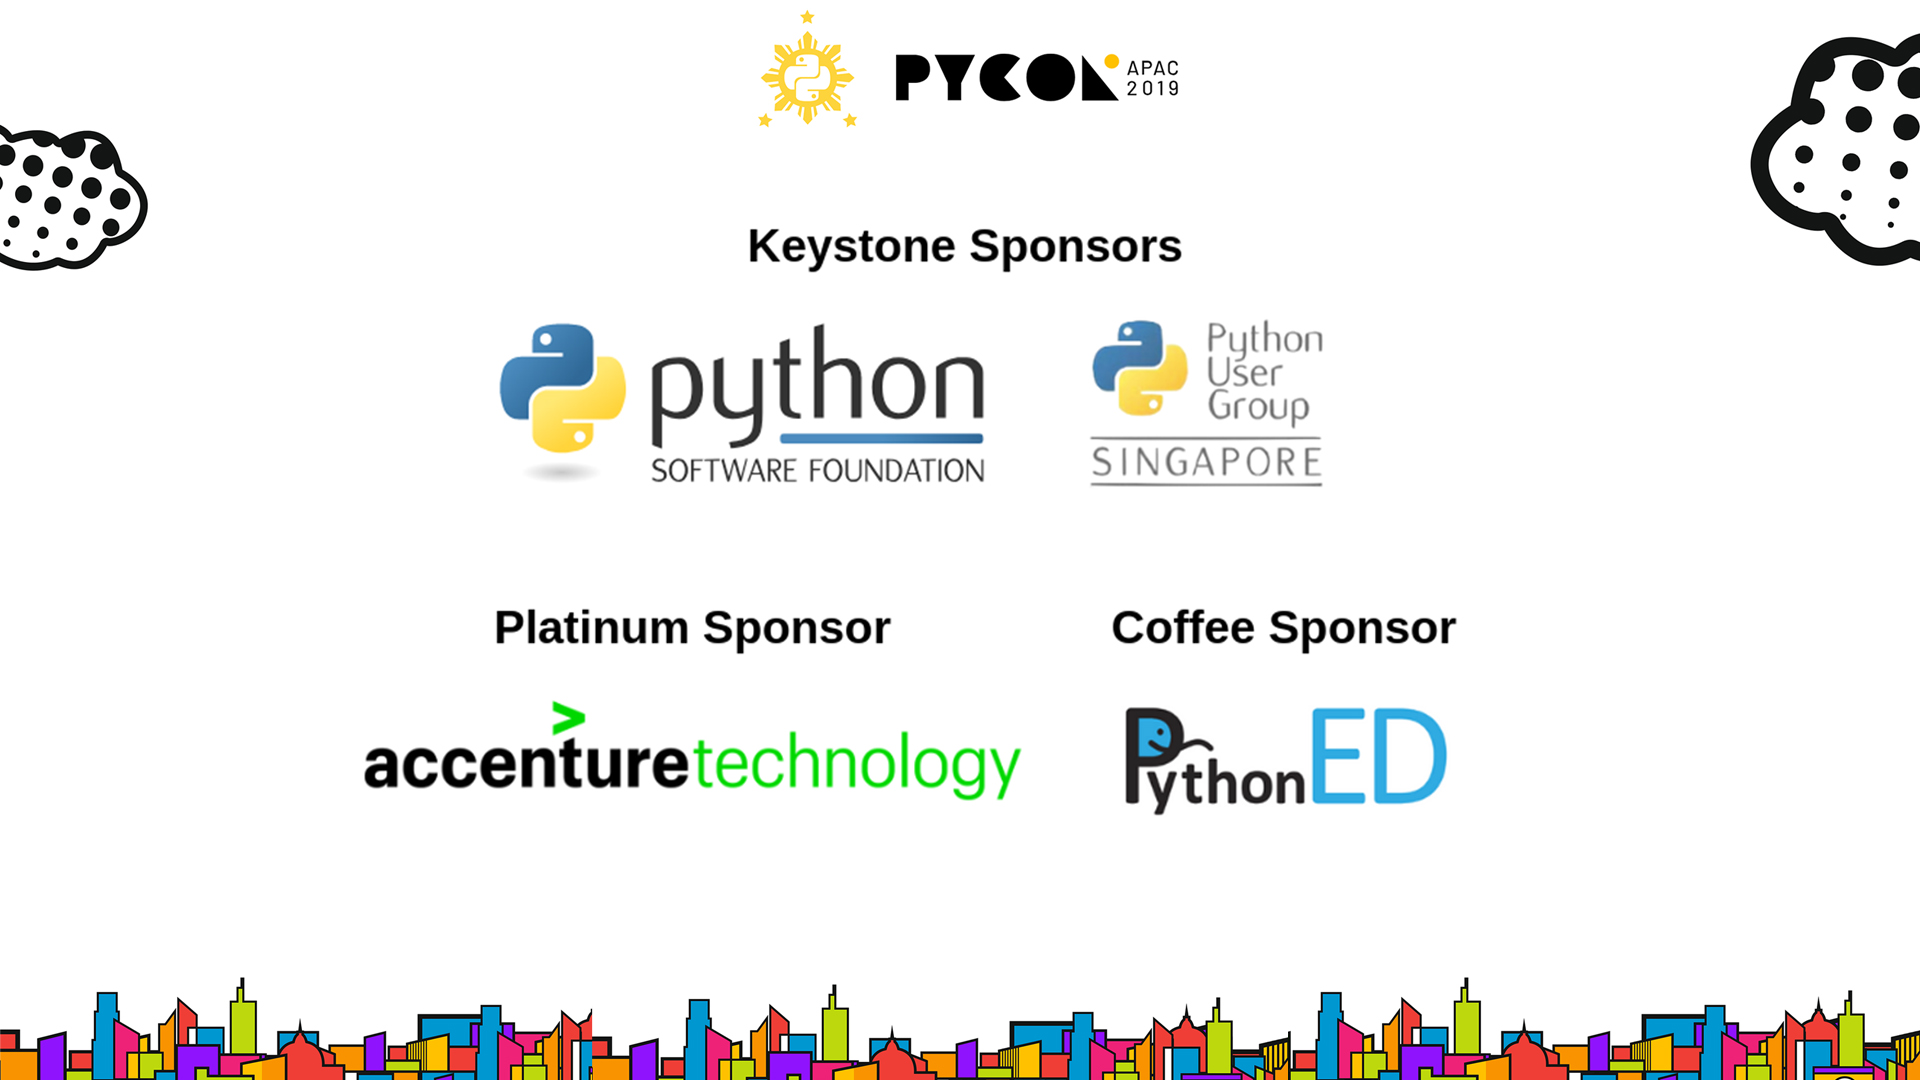 PYCON APAC
2019
Keystone Sponsors
python
SOFTWARE FOUNDATION
Python
User
Group
SINGAPORE
Platinum Sponsor
Coffee Sponsor
>
accenturetechnology
PythonED